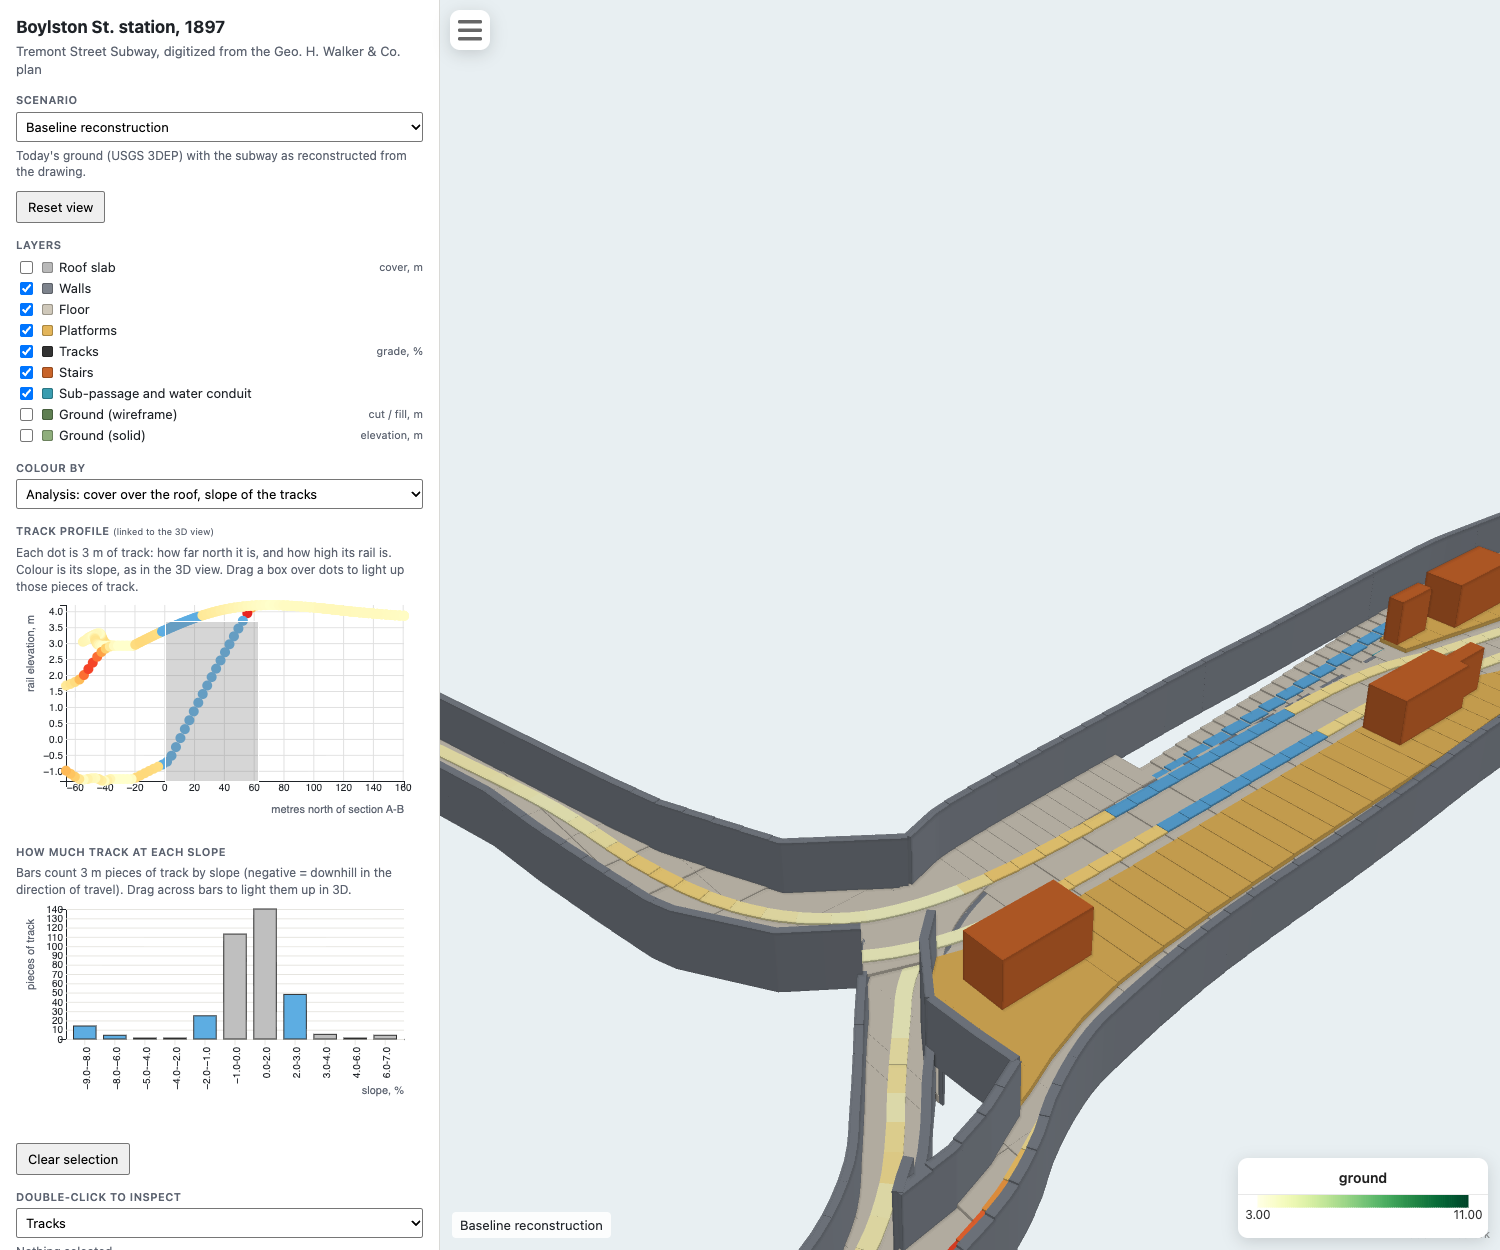 Boylston St. station, 1897
Tremont Street Subway, digitized from the Geo. H. Walker & Co.
plan
SCENARIO
Baseline reconstruction
Today's ground (USGS 3DEP) with the subway as reconstructed from
the drawing.
Reset view
LAYERS
Roof slab cover, m
Walls
Floor
Platforms
Tracks grade, %
Stairs
Sub-passage and water conduit
Ground (wireframe) cut / fill, m
Ground (solid) elevation, m
COLOUR BY
Analysis: cover over the roof, slope of the tracks
TRACK PROFILE (linked to the 3D view)
Each dot is 3 m of track: how far north it is, and how high its rail is.
Colour is its slope, as in the 3D view. Drag a box over dots to light up
those pieces of track.
rail elevation, m
4.0
3.5
3.0
2.5
2.0
1.5
1.0
0.5
0.0
−0.5
−1.0
−60 −40 −20 0 20 40 60 80 100 120 140 160
metres north of section A-B
HOW MUCH TRACK AT EACH SLOPE
Bars count 3 m pieces of track by slope (negative = downhill in the
direction of travel). Drag across bars to light them up in 3D.
pieces of track
140
130
120
110
100
90
80
70
60
50
40
30
20
10
0
−9.0–-8.0 −8.0–-6.0 −5.0–-4.0 −4.0–-2.0 −2.0–-1.0 −1.0-0.0 0.0-2.0 2.0-3.0 3.0-4.0 4.0-6.0 6.0-7.0
slope, %
Clear selection
DOUBLE-CLICK TO INSPECT
Tracks
Nothing selected
Baseline reconstruction
ground
3.00 11.00